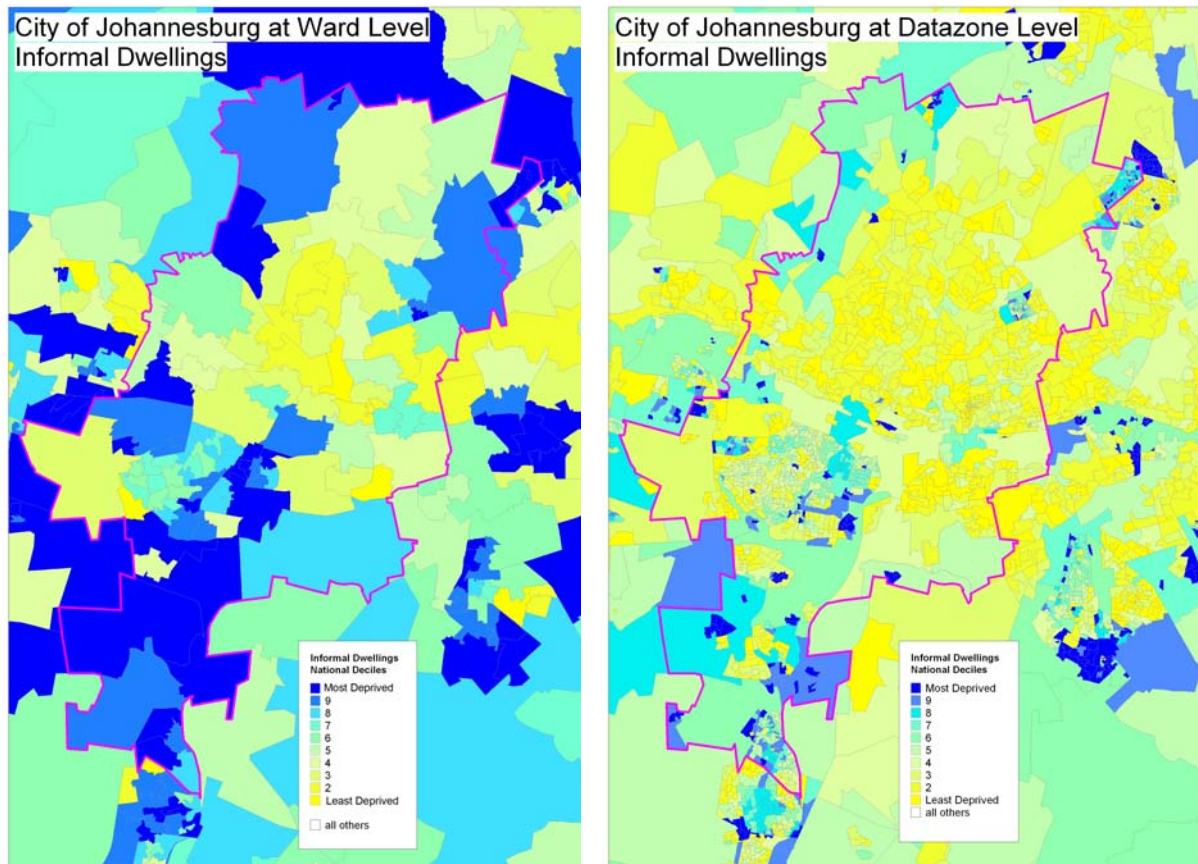 City of Johannesburg at Ward Level
Informal Dwellings
Informal Dwellings
National Deciles
Most Deprived
9
8
7
6
5
4
3
2
Least Deprived
all others
City of Johannesburg at Datazone Level
Informal Dwellings
Informal Dwellings
National Deciles
Most Deprived
9
8
7
6
5
4
3
2
Least Deprived
all others